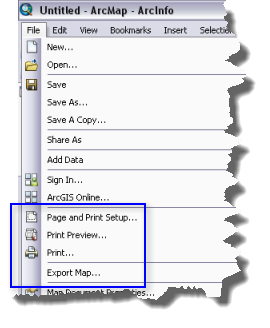 Untitled - ArcMap - ArcInfo
File Edit View Bookmarks Insert Selection
New...
Open...
Save
Save As...
Save A Copy...
Share As
Add Data
Sign In...
ArcGIS Online...
Page and Print Setup...
Print Preview...
Print...
Export Map...
Map Document Properties...